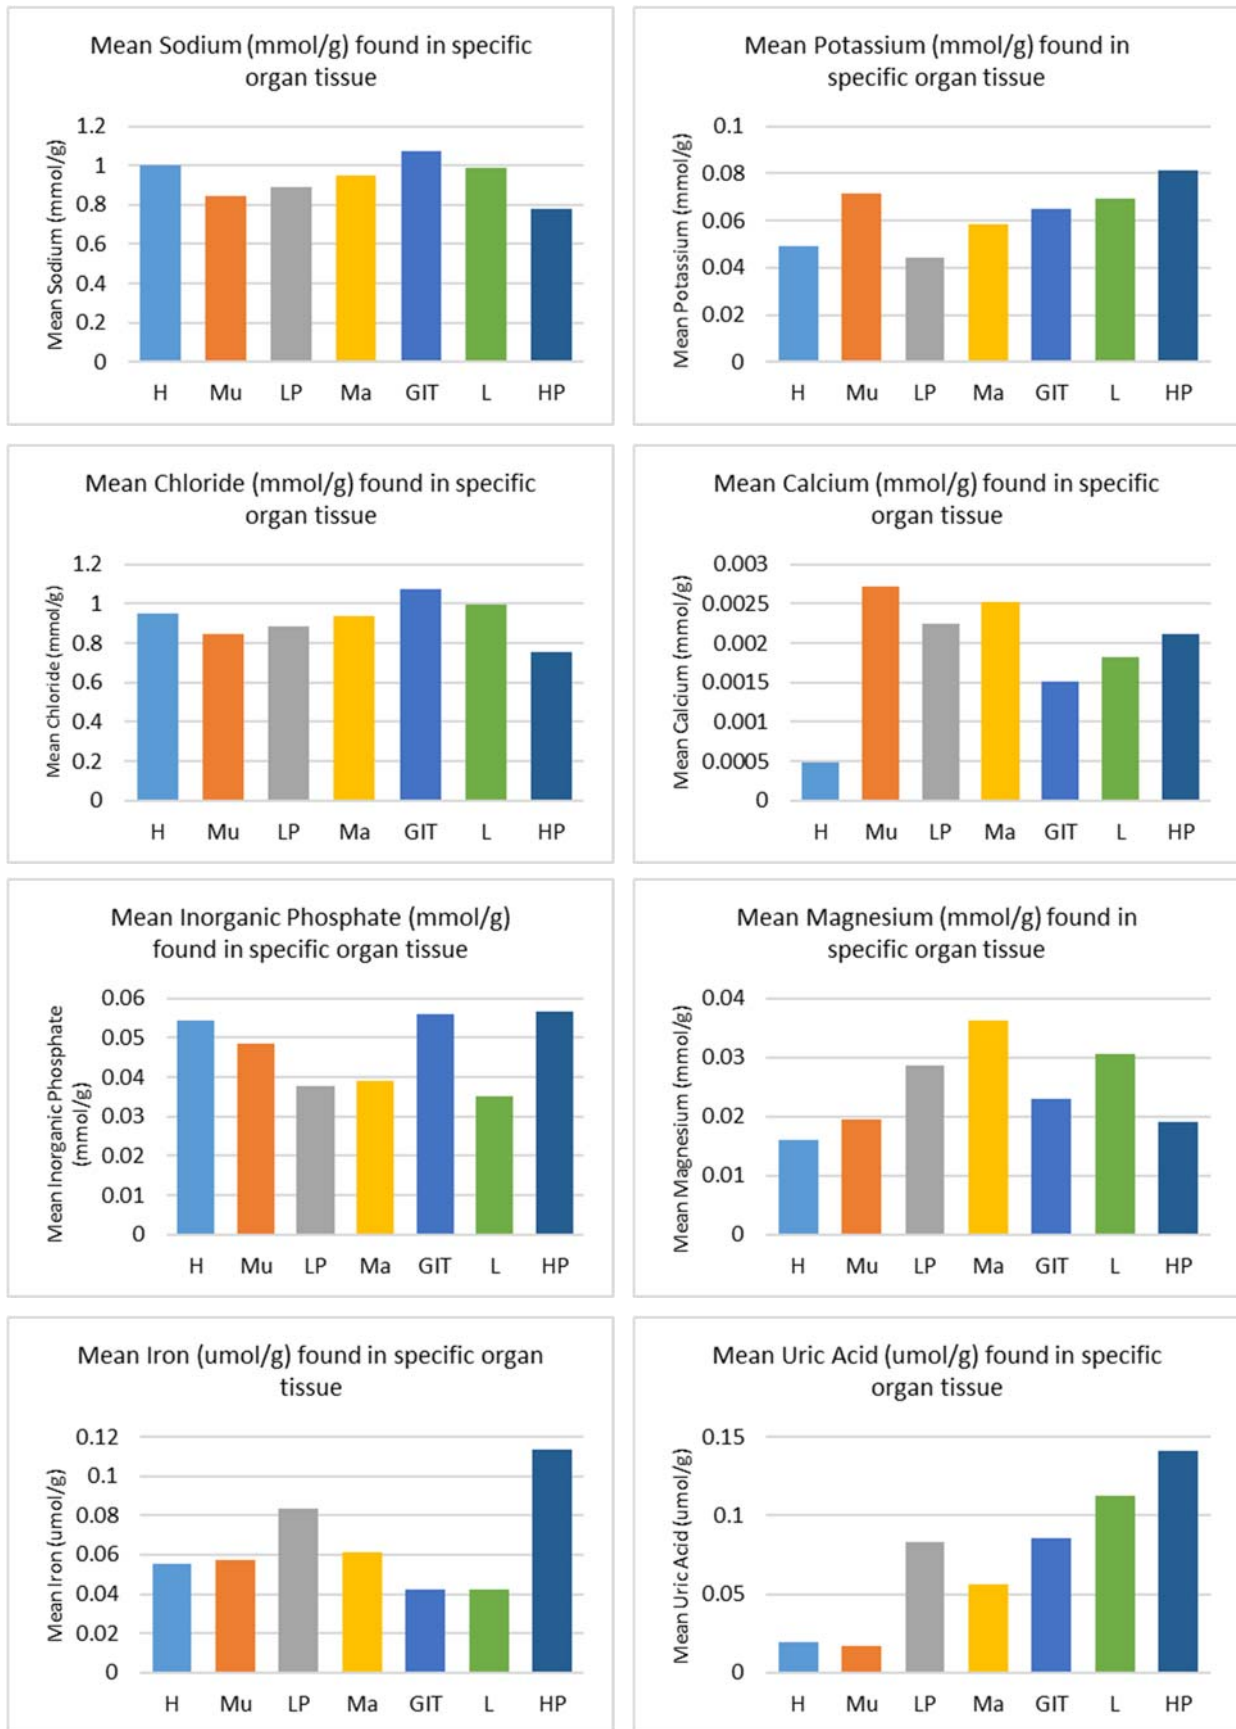 Mean Sodium (mmol/g) found in specific
organ tissue
Mean Sodium (mmol/g)
1.2
1
0.8
0.6
0.4
0.2
0
H Mu LP Ma GIT L HP
Mean Potassium (mmol/g) found in
specific organ tissue
Mean Potassium (mmol/g)
0.1
0.08
0.06
0.04
0.02
0
H Mu LP Ma GIT L HP
Mean Chloride (mmol/g) found in specific
organ tissue
Mean Chloride (mmol/g)
1.2
1
0.8
0.6
0.4
0.2
0
H Mu LP Ma GIT L HP
Mean Calcium (mmol/g) found in specific
organ tissue
Mean Calcium (mmol/g)
0.003
0.0025
0.002
0.0015
0.001
0.0005
0
H Mu LP Ma GIT L HP
Mean Inorganic Phosphate (mmol/g)
found in specific organ tissue
Mean Inorganic Phosphate
(mmol/g)
0.06
0.05
0.04
0.03
0.02
0.01
0
H Mu LP Ma GIT L HP
Mean Magnesium (mmol/g) found in
specific organ tissue
Mean Magnesium (mmol/g)
0.04
0.03
0.02
0.01
0
H Mu LP Ma GIT L HP
Mean Iron (umol/g) found in specific organ
tissue
Mean Iron (umol/g)
0.12
0.1
0.08
0.06
0.04
0.02
0
H Mu LP Ma GIT L HP
Mean Uric Acid (umol/g) found in specific
organ tissue
Mean Uric Acid (umol/g)
0.15
0.1
0.05
0
H Mu LP Ma GIT L HP